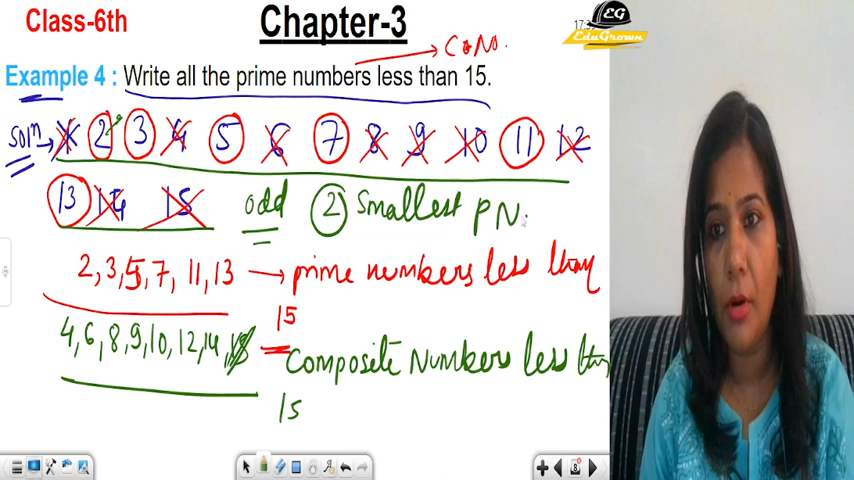 Class-6th
Chapter-3
17:
EG
EduGrown
Co No.
Example 4 : Write all the prime numbers less than 15.
Soln → 1 2 3 4 5 6 7 8 9 10 11 12
13 14 15 odd 2 Smallest P N
2, 3, 5, 7, 11, 13 → prime numbers less than
15
4, 6, 8, 9, 10, 12, 14, 15
Composite Numbers less than
15